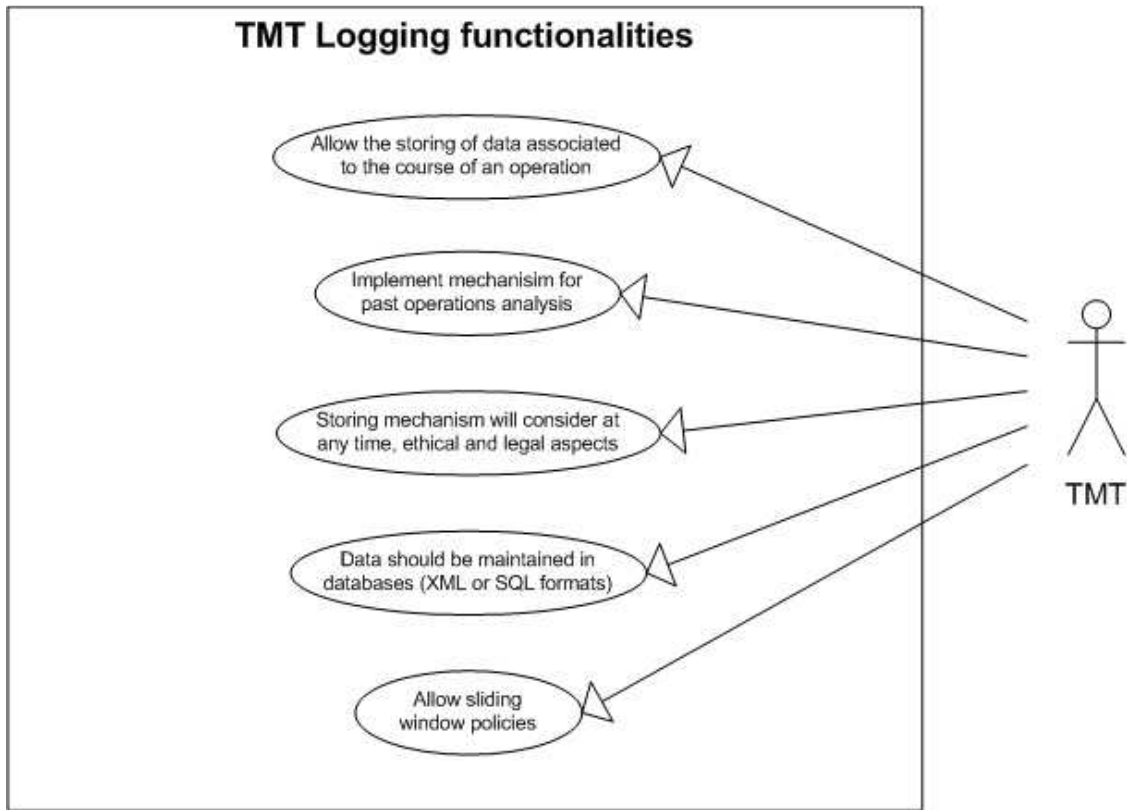 TMT Logging functionalities
Allow the storing of data associated
to the course of an operation
Implement mechanisim for
past operations analysis
Storing mechanism will consider at
any time, ethical and legal aspects
Data should be maintained in
databases (XML or SQL formats)
Allow sliding
window policies
TMT